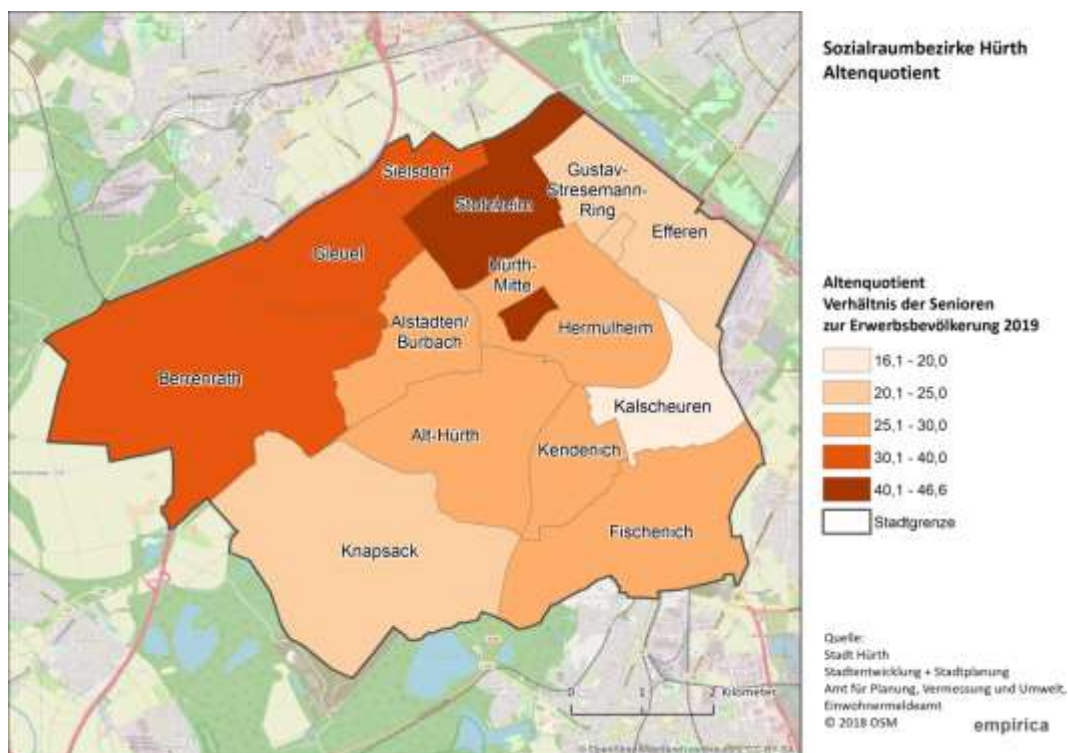 Sozialraumbezirke Hürth
Altenquotient
Sielsdorf
Stotzheim
Gustav-
Stresemann-
Ring
Efferen
Gleuel
Hürth-
Mitte
Alstädten/
Burbach
Hermülheim
Berrenrath
Kalscheuren
Alt-Hürth
Kendenich
Fischenich
Knapsack
0 1 2 Kilometer
Altenquotient
Verhältnis der Senioren
zur Erwerbsbevölkerung 2019
16,1 - 20,0
20,1 - 25,0
25,1 - 30,0
30,1 - 40,0
40,1 - 46,6
Stadtgrenze
Quelle:
Stadt Hürth
Stadtentwicklung + Stadtplanung
Amt für Planung, Vermessung und Umwelt,
Einwohnermeldeamt
© 2018 OSM
empirica